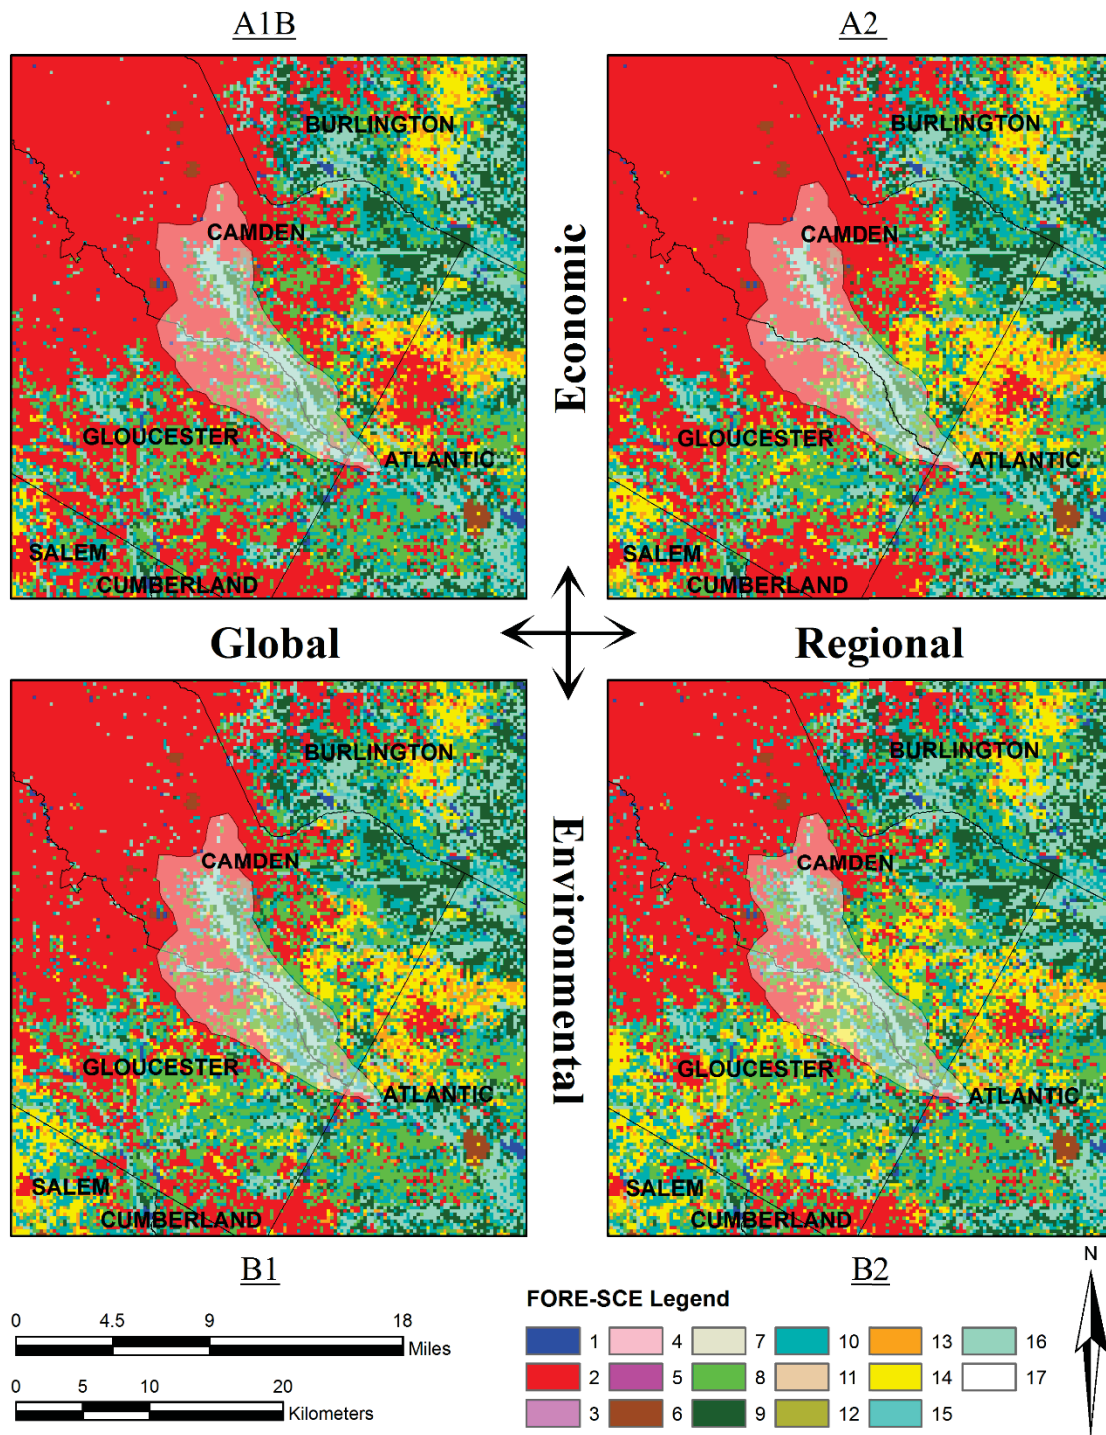 A1B
A2
BURLINGTON
CAMDEN
GLOUCESTER
ATLANTIC
SALEM
CUMBERLAND
Economic
BURLINGTON
CAMDEN
GLOUCESTER
ATLANTIC
SALEM
CUMBERLAND
Global
Regional
BURLINGTON
CAMDEN
GLOUCESTER
ATLANTIC
SALEM
CUMBERLAND
Environmental
BURLINGTON
CAMDEN
GLOUCESTER
ATLANTIC
SALEM
CUMBERLAND
B1
B2
N
0 4.5 9 18
Miles
0 5 10 20
Kilometers
FORE-SCE Legend
1 4 7 10 13 16
2 5 8 11 14 17
3 6 9 12 15